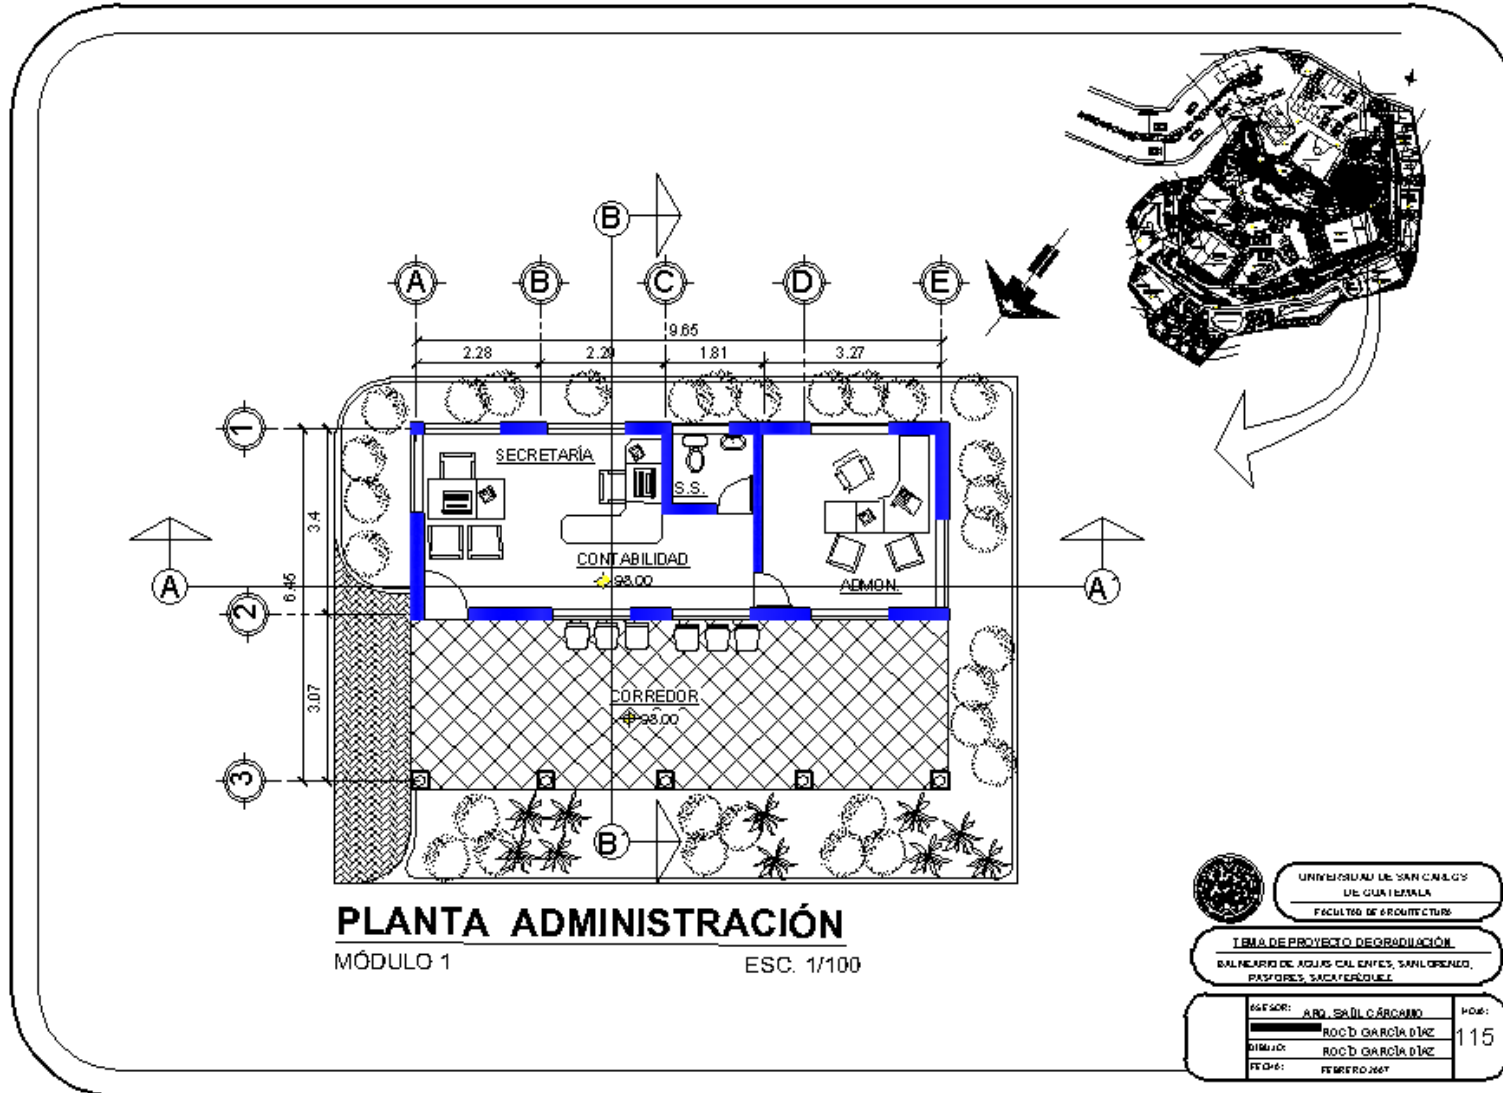 B
A B C D E
9.65
2.28 2.29 1.81 3.27
1
SECRETARÍA
S.S.
3.4
CONTABILIDAD
98.00
ADMON.
A A'
6.45
2
3.07
CORREDOR
98.00
3
B'
PLANTA ADMINISTRACIÓN
MÓDULO 1 ESC. 1/100
UNIVERSIDAD DE SAN CARLOS
DE GUATEMALA
FACULTAD DE ARQUITECTURA
TEMA DE PROYECTO DE GRADUACIÓN
BALNEARIO DE AGUAS CALIENTES, SAN LORENZO,
PASTORES, SACATEPÉQUEZ
ASESOR: ARQ. SAÚL CÁRCAMO HOJA:
ROCÍO GARCÍA DÍAZ
115
DIBUJO: ROCÍO GARCÍA DÍAZ
FECHA: FEBRERO 2007